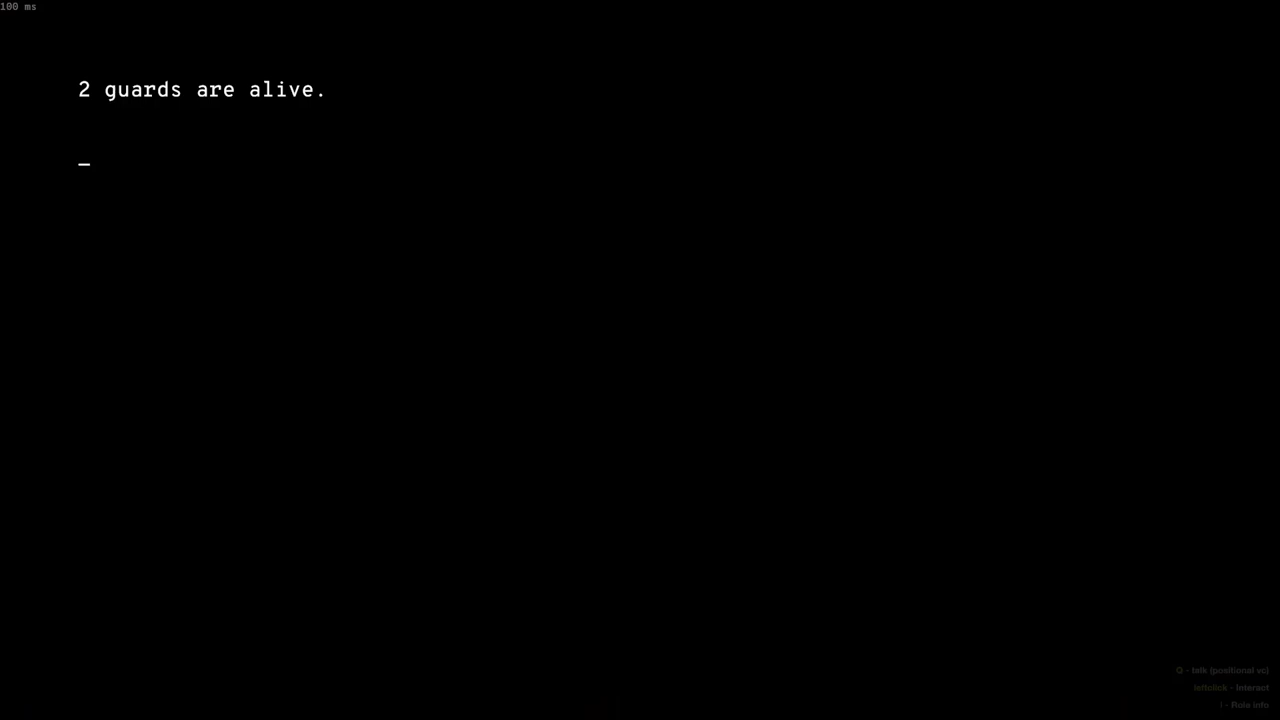 100 ms
2 guards are alive.
_
Q - talk (positional vc)
leftclick - Interact
I - Role info